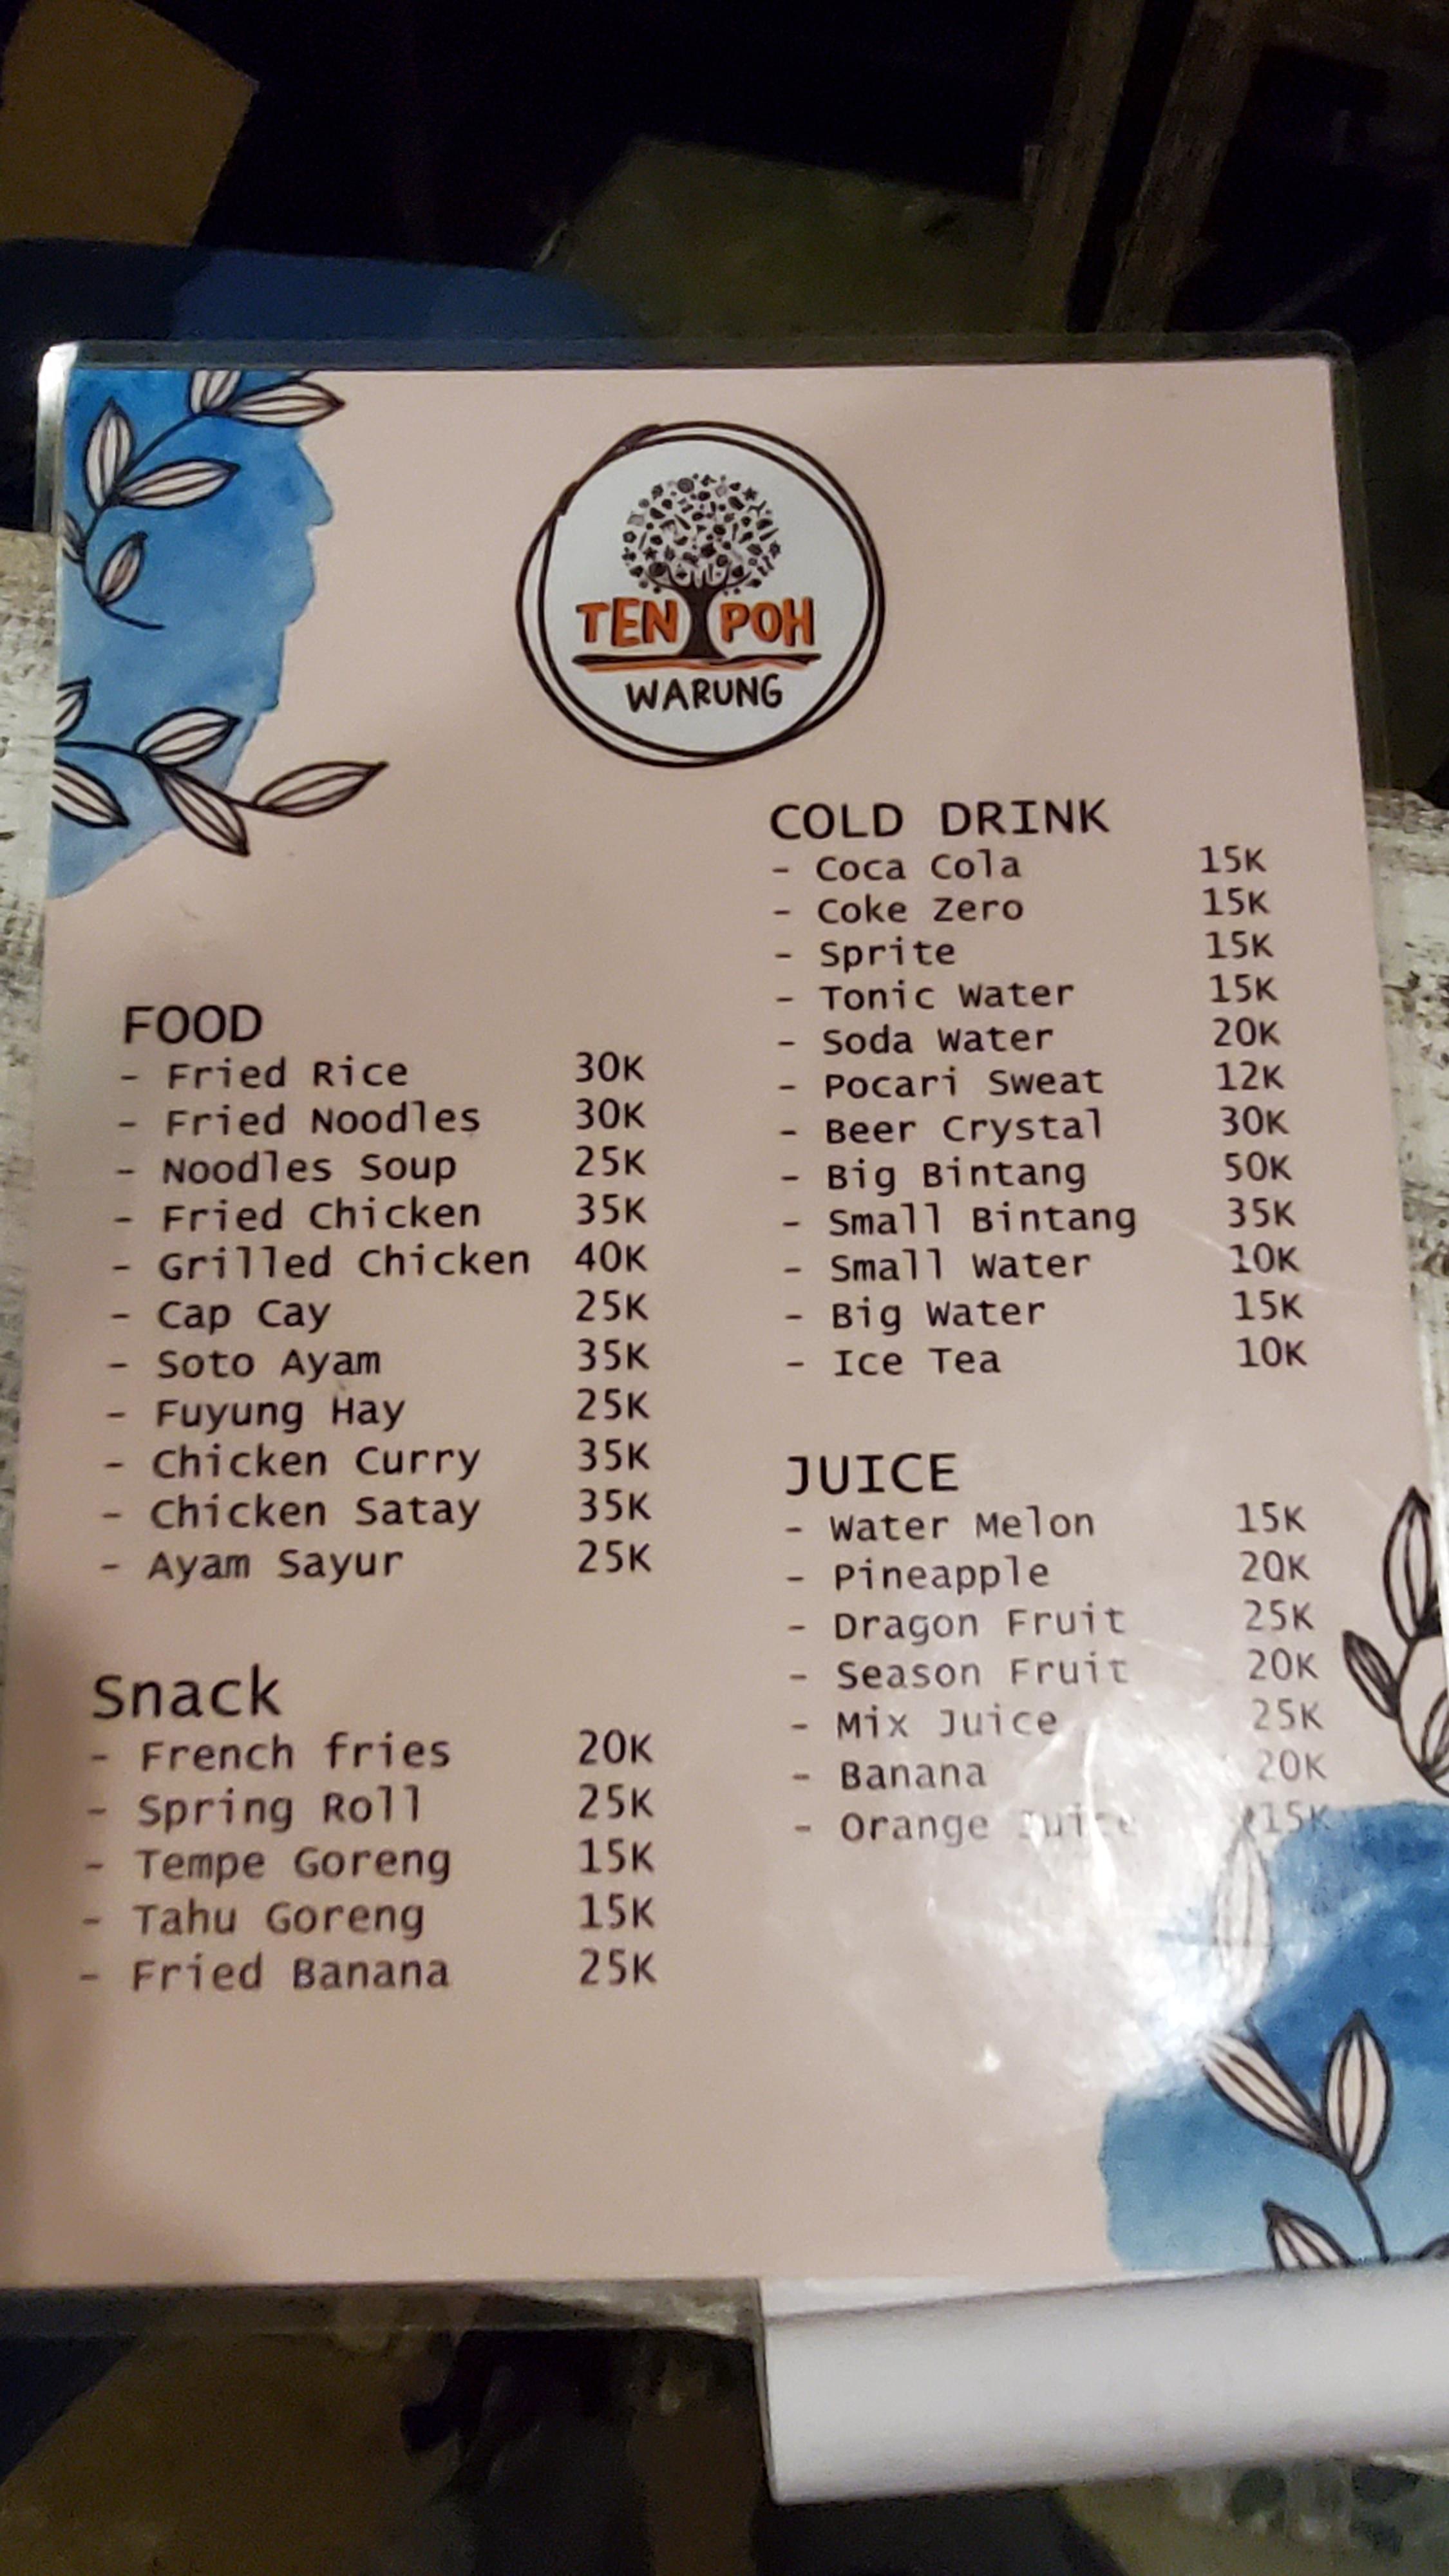 TEN POH
WARUNG
FOOD
- Fried Rice 30K
- Fried Noodles 30K
- Noodles Soup 25K
- Fried Chicken 35K
- Grilled Chicken 40K
- Cap Cay 25K
- Soto Ayam 35K
- Fuyung Hay 25K
- Chicken Curry 35K
- Chicken Satay 35K
- Ayam Sayur 25K
Snack
- French fries 20K
- Spring Roll 25K
- Tempe Goreng 15K
- Tahu Goreng 15K
- Fried Banana 25K
COLD DRINK
- Coca Cola 15K
- Coke Zero 15K
- Sprite 15K
- Tonic Water 15K
- Soda Water 20K
- Pocari Sweat 12K
- Beer Crystal 30K
- Big Bintang 50K
- Small Bintang 35K
- Small Water 10K
- Big Water 15K
- Ice Tea 10K
JUICE
- Water Melon 15K
- Pineapple 20K
- Dragon Fruit 25K
- Season Fruit 20K
- Mix Juice 25K
- Banana 20K
- Orange Juice 15K